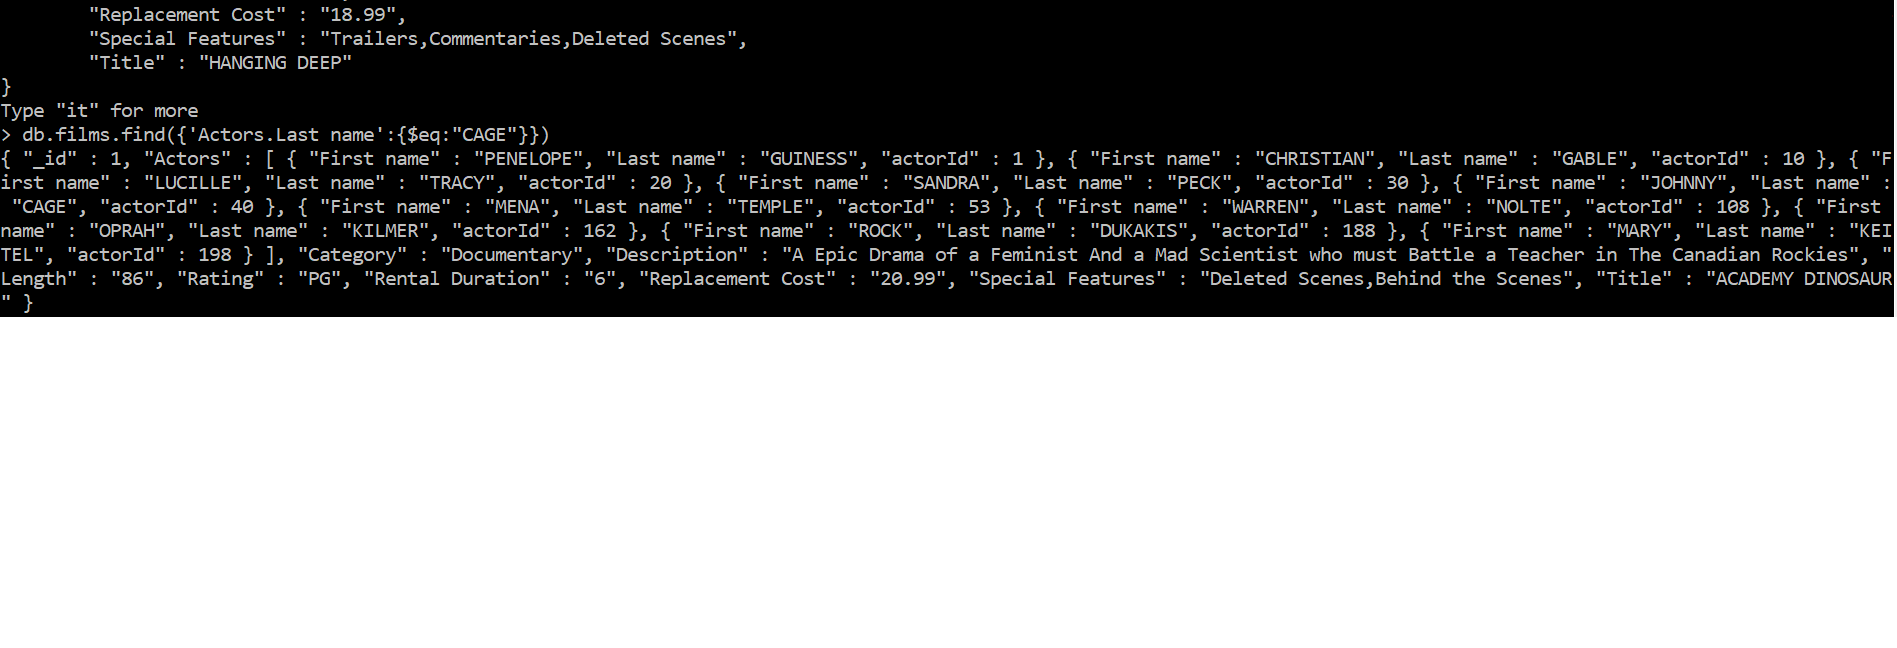 "Replacement Cost" : "18.99",
"Special Features" : "Trailers,Commentaries,Deleted Scenes",
"Title" : "HANGING DEEP"
}
Type "it" for more
> db.films.find({'Actors.Last name':{$eq:"CAGE"}})
{ "_id" : 1, "Actors" : [ { "First name" : "PENELOPE", "Last name" : "GUINESS", "actorId" : 1 }, { "First name" : "CHRISTIAN", "Last name" : "GABLE", "actorId" : 10 }, { "F
irst name" : "LUCILLE", "Last name" : "TRACY", "actorId" : 20 }, { "First name" : "SANDRA", "Last name" : "PECK", "actorId" : 30 }, { "First name" : "JOHNNY", "Last name" :
"CAGE", "actorId" : 40 }, { "First name" : "MENA", "Last name" : "TEMPLE", "actorId" : 53 }, { "First name" : "WARREN", "Last name" : "NOLTE", "actorId" : 108 }, { "First
name" : "OPRAH", "Last name" : "KILMER", "actorId" : 162 }, { "First name" : "ROCK", "Last name" : "DUKAKIS", "actorId" : 188 }, { "First name" : "MARY", "Last name" : "KEI
TEL", "actorId" : 198 } ], "Category" : "Documentary", "Description" : "A Epic Drama of a Feminist And a Mad Scientist who must Battle a Teacher in The Canadian Rockies", "
Length" : "86", "Rating" : "PG", "Rental Duration" : "6", "Replacement Cost" : "20.99", "Special Features" : "Deleted Scenes,Behind the Scenes", "Title" : "ACADEMY DINOSAUR
" }